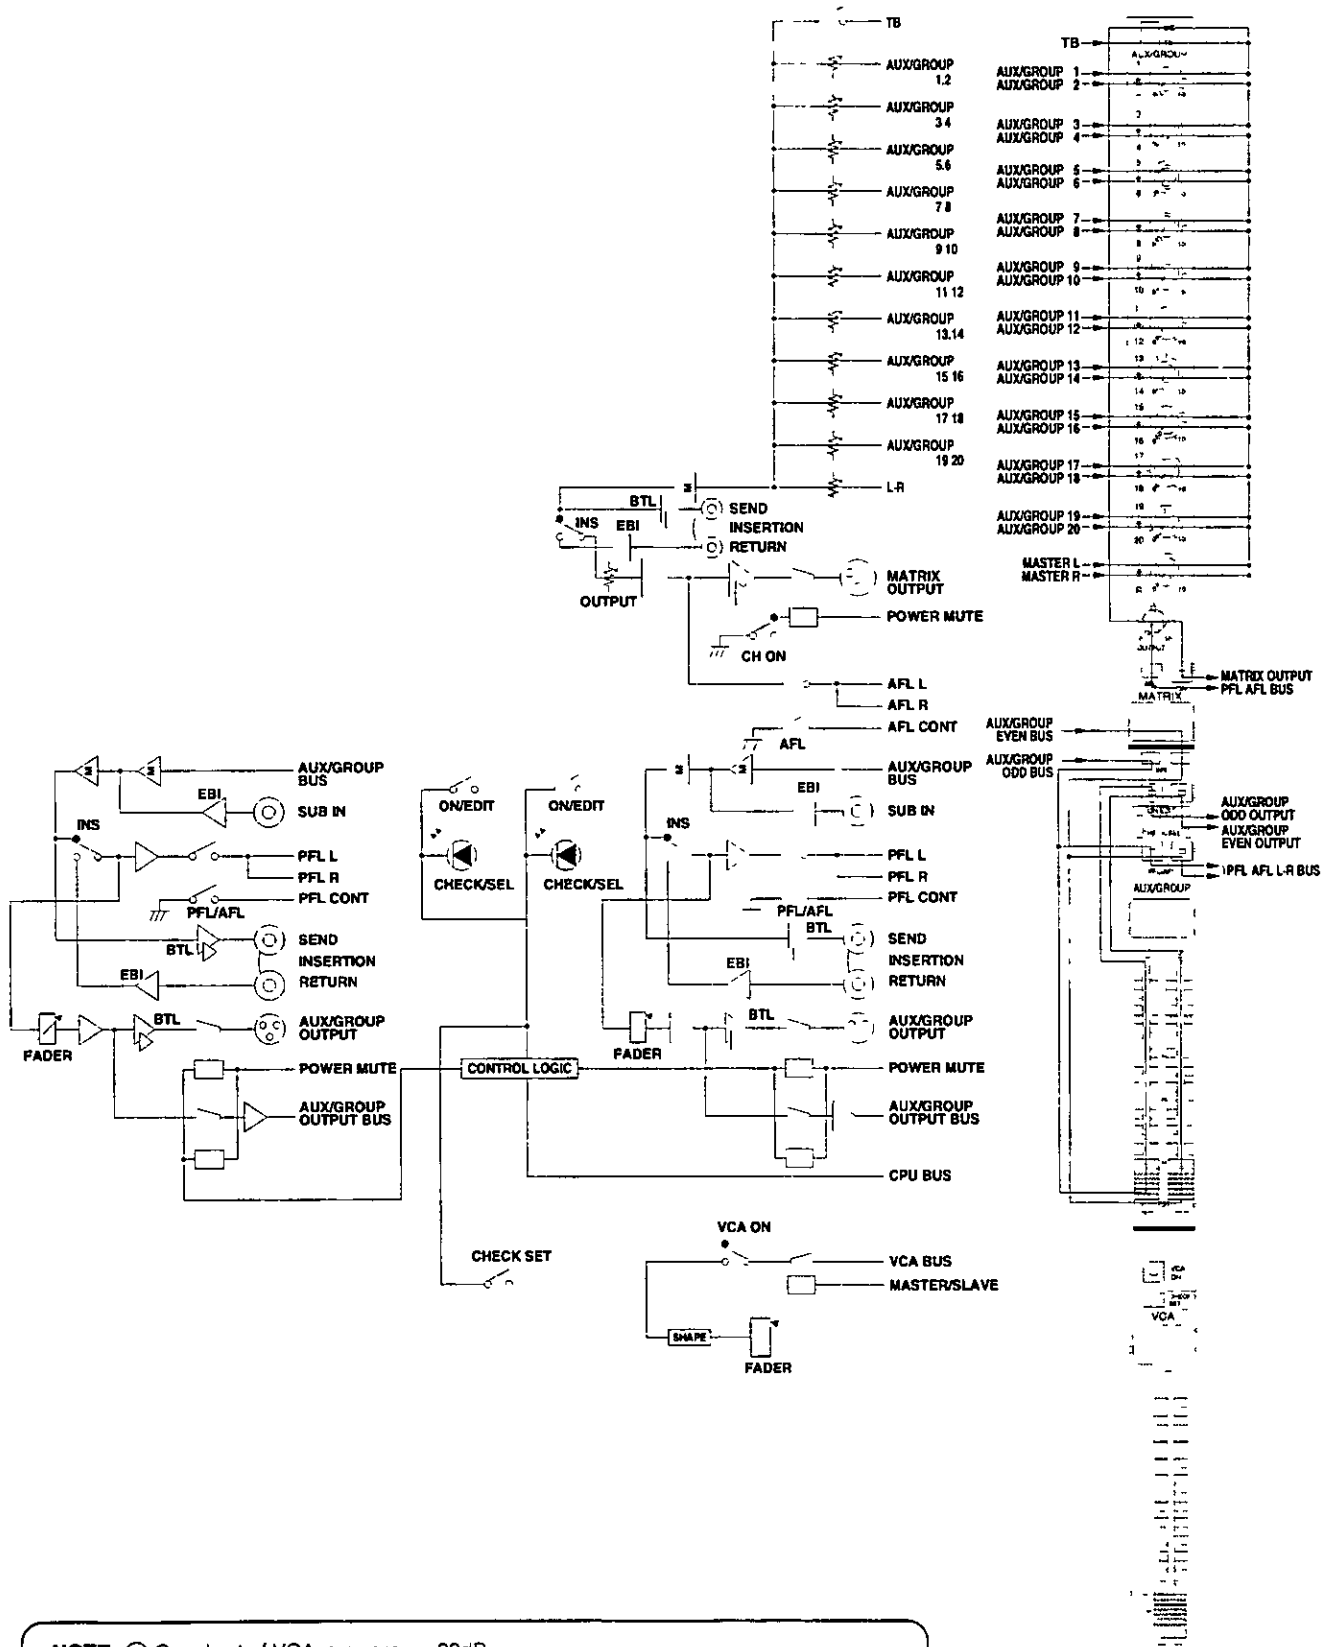 TB
AUX/GROUP
1.2
AUX/GROUP
3 4
AUX/GROUP
5.6
AUX/GROUP
7 8
AUX/GROUP
9 10
AUX/GROUP
11 12
AUX/GROUP
13.14
AUX/GROUP
15 16
AUX/GROUP
17 18
AUX/GROUP
19 20
L-R
M
BTL
SEND
INS
EBI
INSERTION
RETURN
OUTPUT
MATRIX
OUTPUT
POWER MUTE
CH ON
AFL L
AFL R
AFL CONT
AFL
TB
AUX/GROUP
AUX/GROUP 1
AUX/GROUP 2
AUX/GROUP 3
AUX/GROUP 4
AUX/GROUP 5
AUX/GROUP 6
AUX/GROUP 7
AUX/GROUP 8
AUX/GROUP 9
AUX/GROUP 10
AUX/GROUP 11
AUX/GROUP 12
AUX/GROUP 13
AUX/GROUP 14
AUX/GROUP 15
AUX/GROUP 16
AUX/GROUP 17
AUX/GROUP 18
AUX/GROUP 19
AUX/GROUP 20
MASTER L
MASTER R
OUTPUT
MATRIX OUTPUT
PFL AFL BUS
MATRIX
AUX/GROUP
EVEN BUS
AUX/GROUP
ODD BUS
AUX/GROUP
ODD OUTPUT
AUX/GROUP
EVEN OUTPUT
PFL AFL L-R BUS
AUX/GROUP
M
M
AUX/GROUP
BUS
EBI
SUB IN
INS
PFL L
PFL R
PFL CONT
PFL/AFL
BTL
SEND
INSERTION
EBI
RETURN
BTL
AUX/GROUP
OUTPUT
FADER
POWER MUTE
AUX/GROUP
OUTPUT BUS
ON/EDIT
ON/EDIT
CHECK/SEL
CHECK/SEL
CONTROL LOGIC
CHECK SET
M
M
AUX/GROUP
BUS
EBI
SUB IN
INS
PFL L
PFL R
PFL CONT
PFL/AFL
BTL
SEND
INSERTION
EBI
RETURN
BTL
AUX/GROUP
OUTPUT
FADER
POWER MUTE
AUX/GROUP
OUTPUT BUS
CPU BUS
VCA ON
VCA BUS
MASTER/SLAVE
SHAPE
FADER
VCA